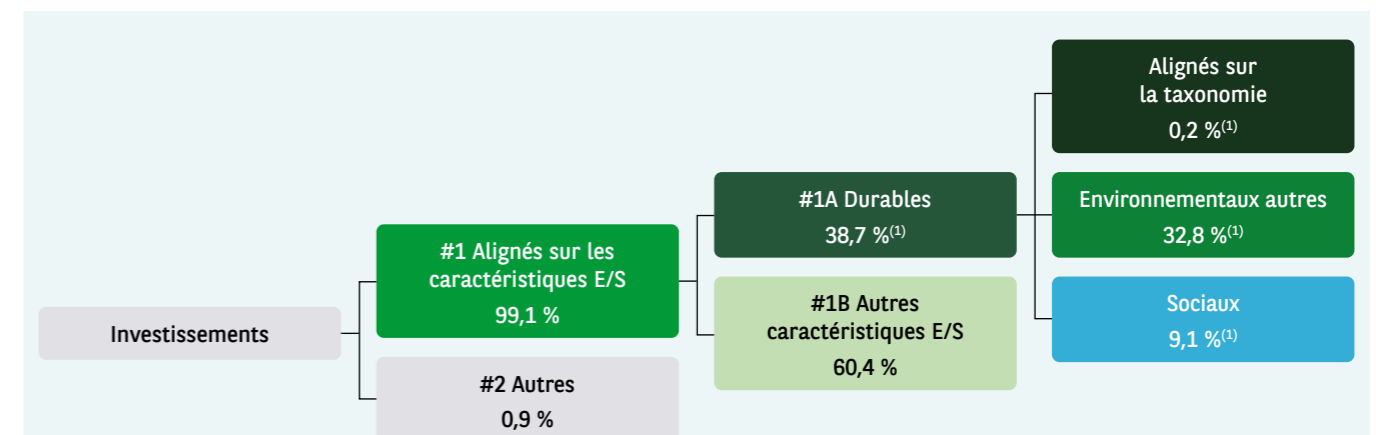 Investissements
#1 Alignés sur les
caractéristiques E/S
99,1 %
#2 Autres
0,9 %
#1A Durables
38,7 %(1)
#1B Autres
caractéristiques E/S
60,4 %
Alignés sur
la taxonomie
0,2 %(1)
Environnementaux autres
32,8 %(1)
Sociaux
9,1 %(1)